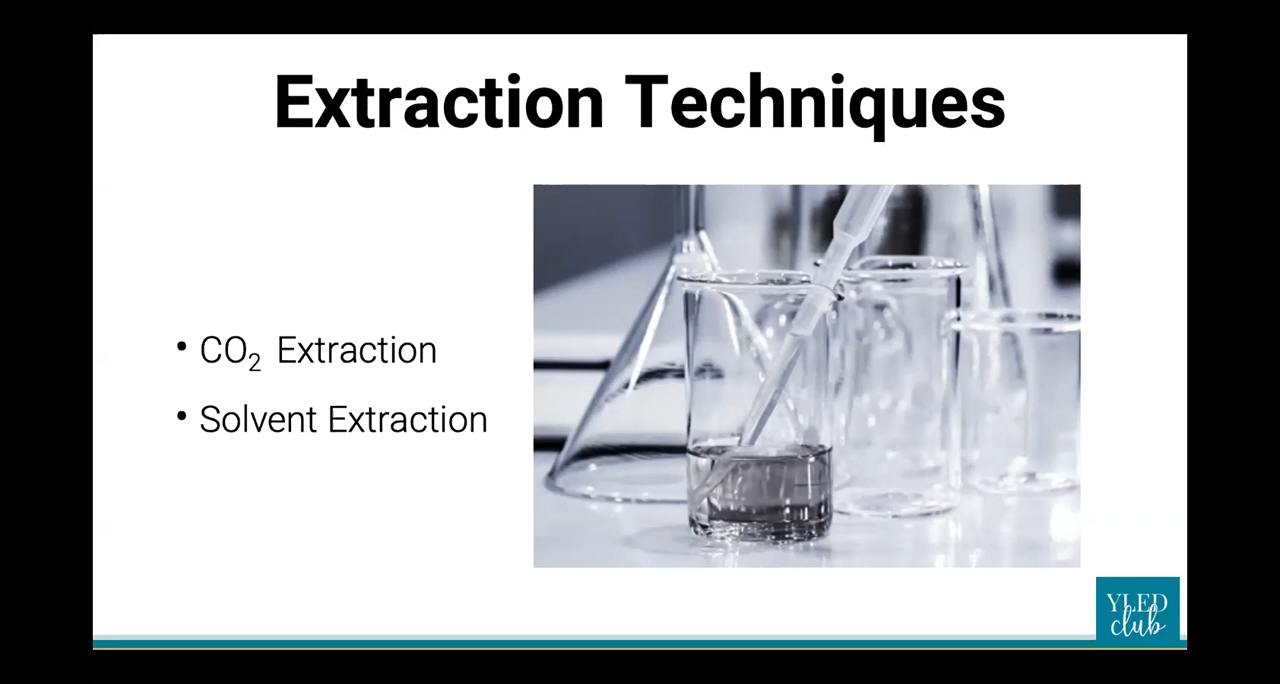 Extraction Techniques
• CO₂ Extraction
• Solvent Extraction
YLED
club